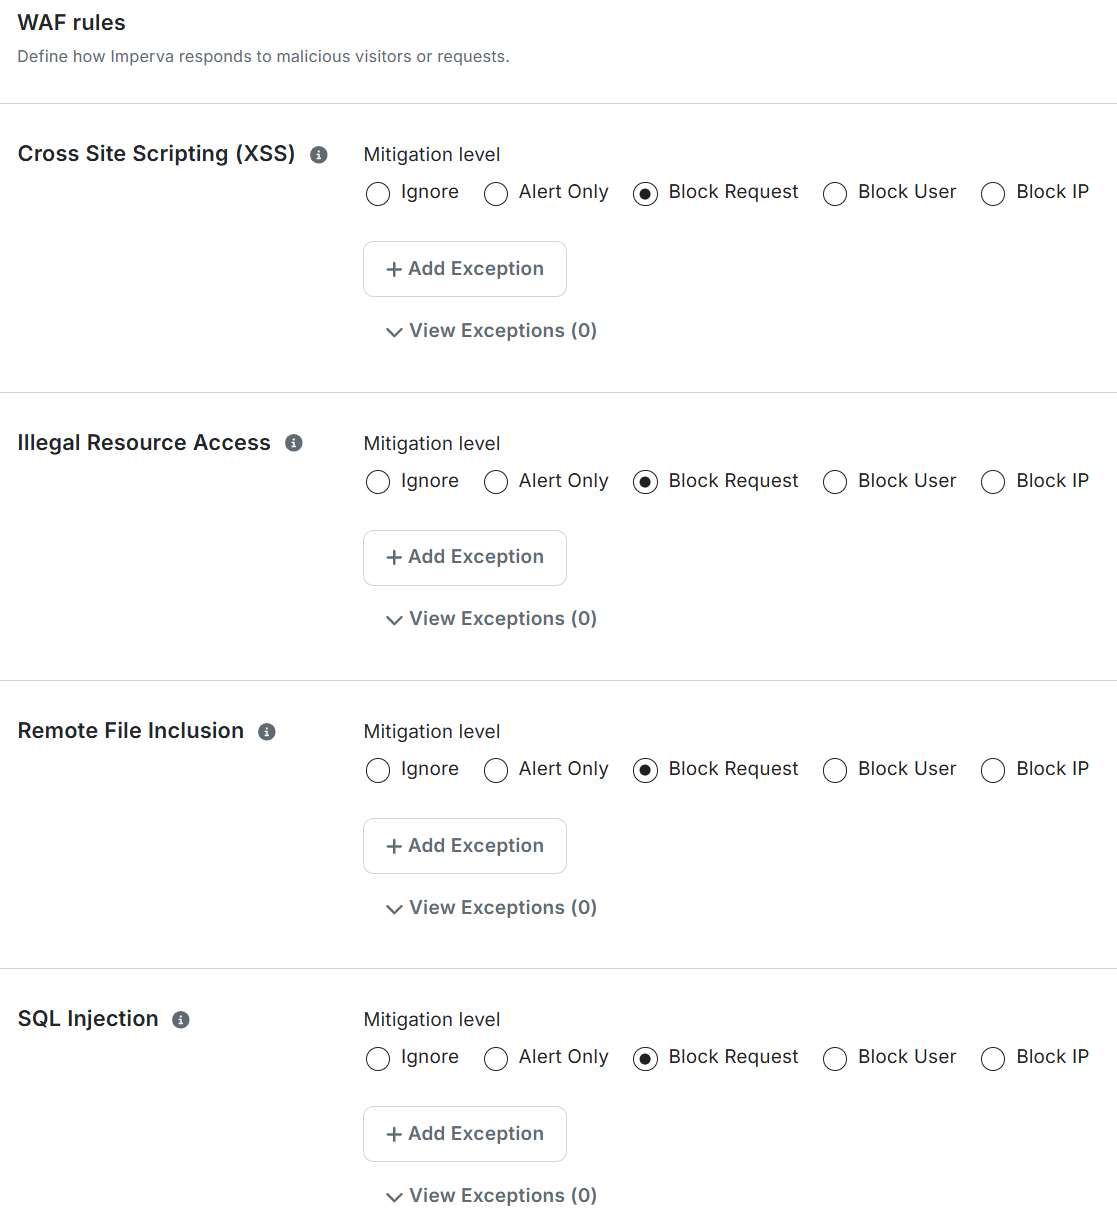 WAF rules
Define how Imperva responds to malicious visitors or requests.
Cross Site Scripting (XSS)
Mitigation level
Ignore Alert Only Block Request Block User Block IP
+ Add Exception
View Exceptions (0)
Illegal Resource Access
Mitigation level
Ignore Alert Only Block Request Block User Block IP
+ Add Exception
View Exceptions (0)
Remote File Inclusion
Mitigation level
Ignore Alert Only Block Request Block User Block IP
+ Add Exception
View Exceptions (0)
SQL Injection
Mitigation level
Ignore Alert Only Block Request Block User Block IP
+ Add Exception
View Exceptions (0)